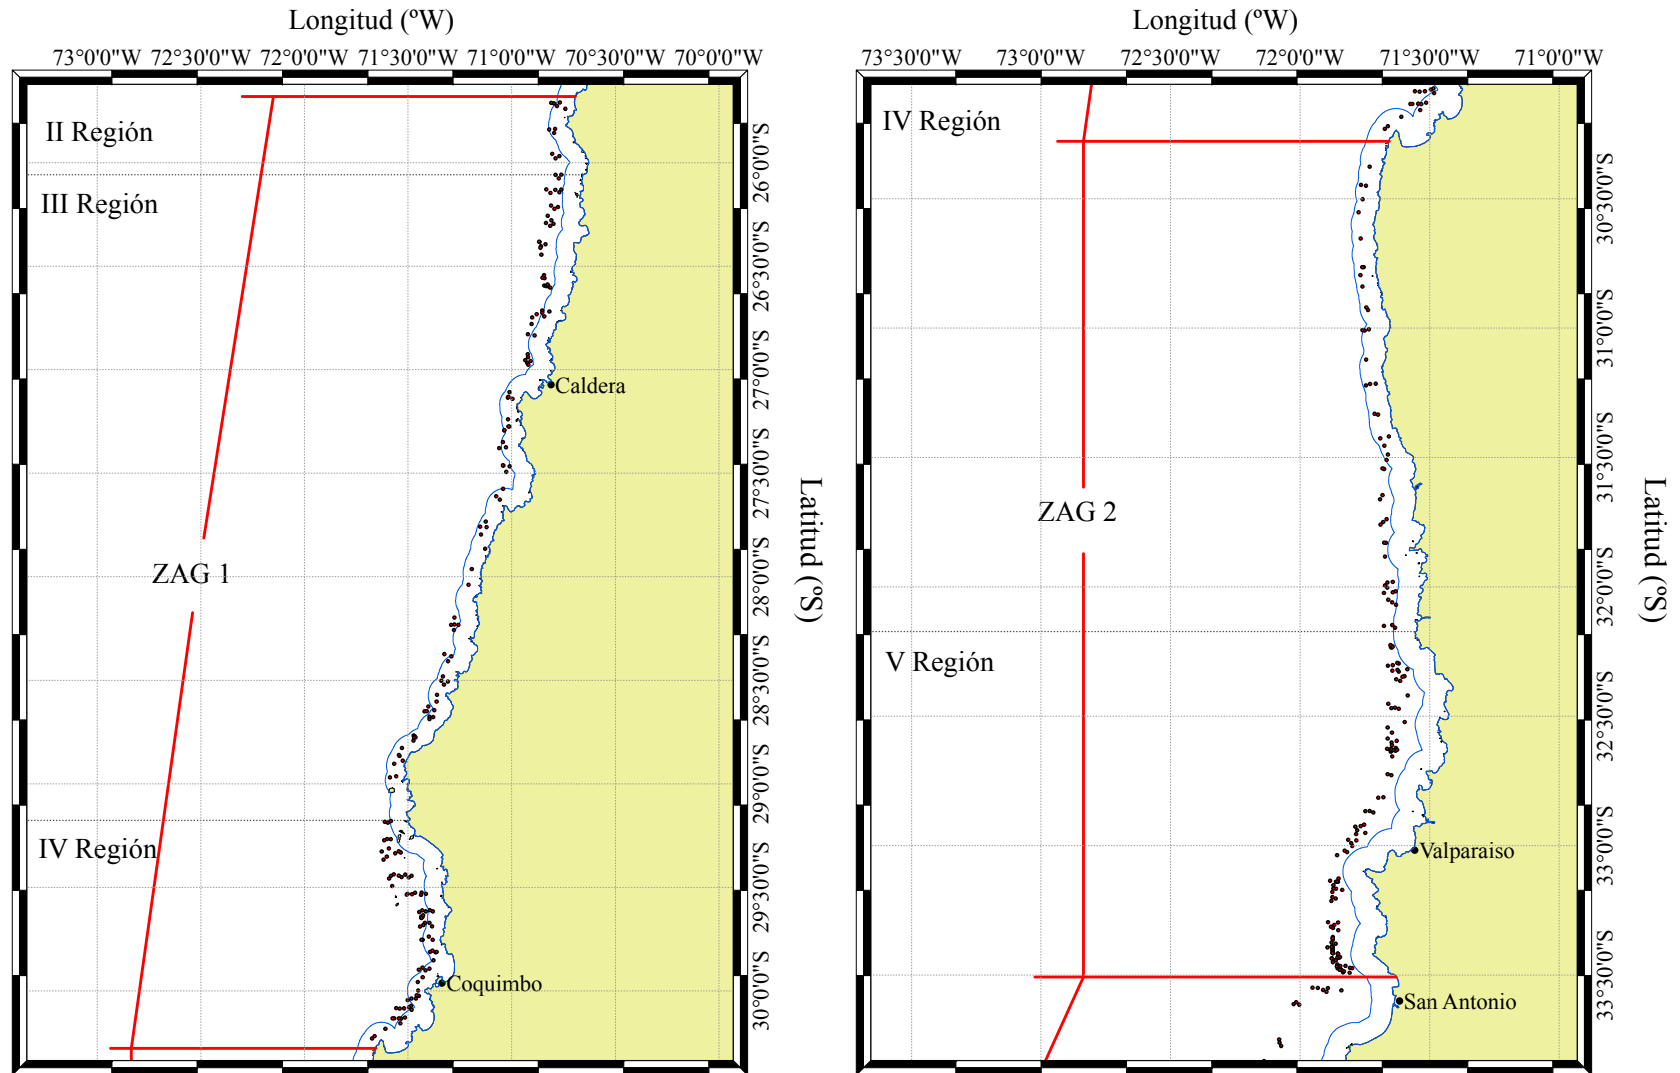 Longitud (ºW)
73°0'0"W 72°30'0"W 72°0'0"W 71°30'0"W 71°0'0"W 70°30'0"W 70°0'0"W
II Región
III Región
ZAG 1
IV Región
Caldera
Coquimbo
26°0'0"S
26°30'0"S
27°0'0"S
27°30'0"S
28°0'0"S
28°30'0"S
29°0'0"S
29°30'0"S
30°0'0"S
Latitud (ºS)
Longitud (ºW)
73°30'0"W 73°0'0"W 72°30'0"W 72°0'0"W 71°30'0"W 71°0'0"W
IV Región
ZAG 2
V Región
Valparaiso
San Antonio
30°30'0"S
31°0'0"S
31°30'0"S
32°0'0"S
32°30'0"S
33°0'0"S
33°30'0"S
Latitud (ºS)